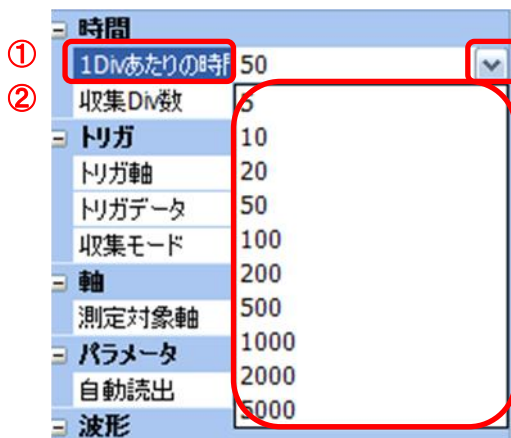 時間
① 1Divあたりの時 50
② 収集Div数 5
トリガ 10
トリガ軸 20
トリガデータ 50
収集モード 100
軸 200
測定対象軸 500
パラメータ 1000
自動読出 2000
波形 5000